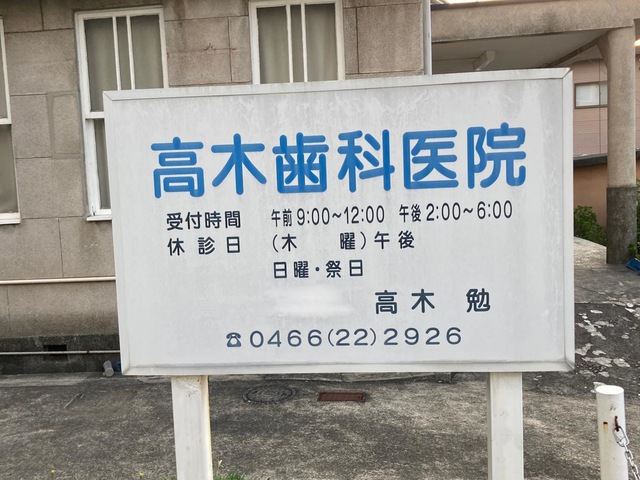 高木歯科医院
受付時間 午前9:00～12:00 午後2:00～6:00
休診日 (木 曜)午後
日曜・祭日
高木 勉
☎0466(22)2926